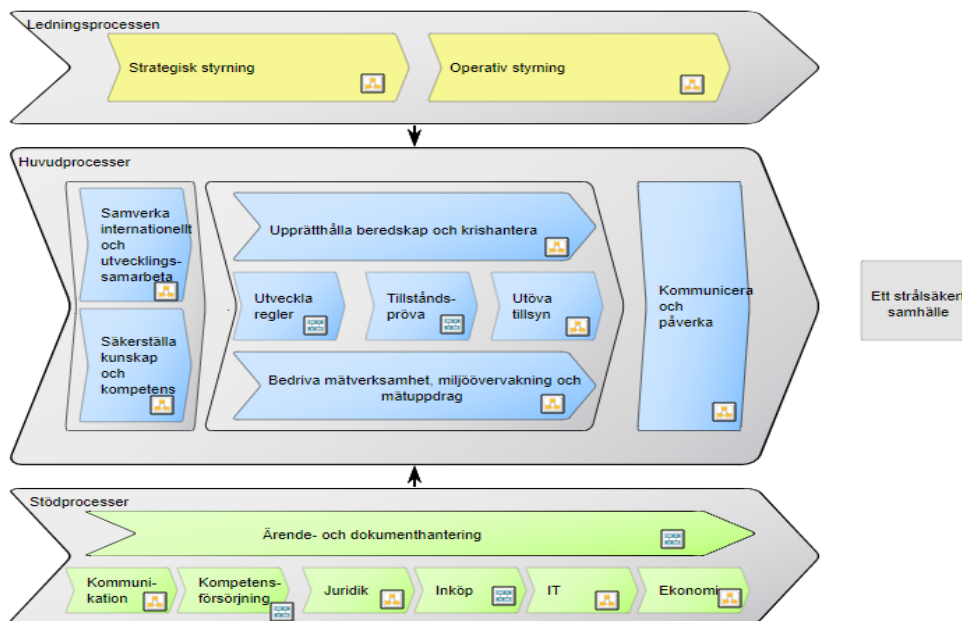 Ledningsprocessen
Strategisk styrning
Operativ styrning
Huvudprocesser
Samverka
internationellt
och
utvecklings-
samarbeta
Säkerställa
kunskap
och
kompetens
Upprätthålla beredskap och krishantera
Utveckla
regler
Tillstånds-
pröva
Utöva
tillsyn
Bedriva mätverksamhet, miljöövervakning och
mätuppdrag
Kommunicera
och
påverka
Ett strålsäkert
samhälle
Stödprocesser
Ärende- och dokumenthantering
Kommuni-
kation
Kompetens-
försörjning
Juridik
Inköp
IT
Ekonomi